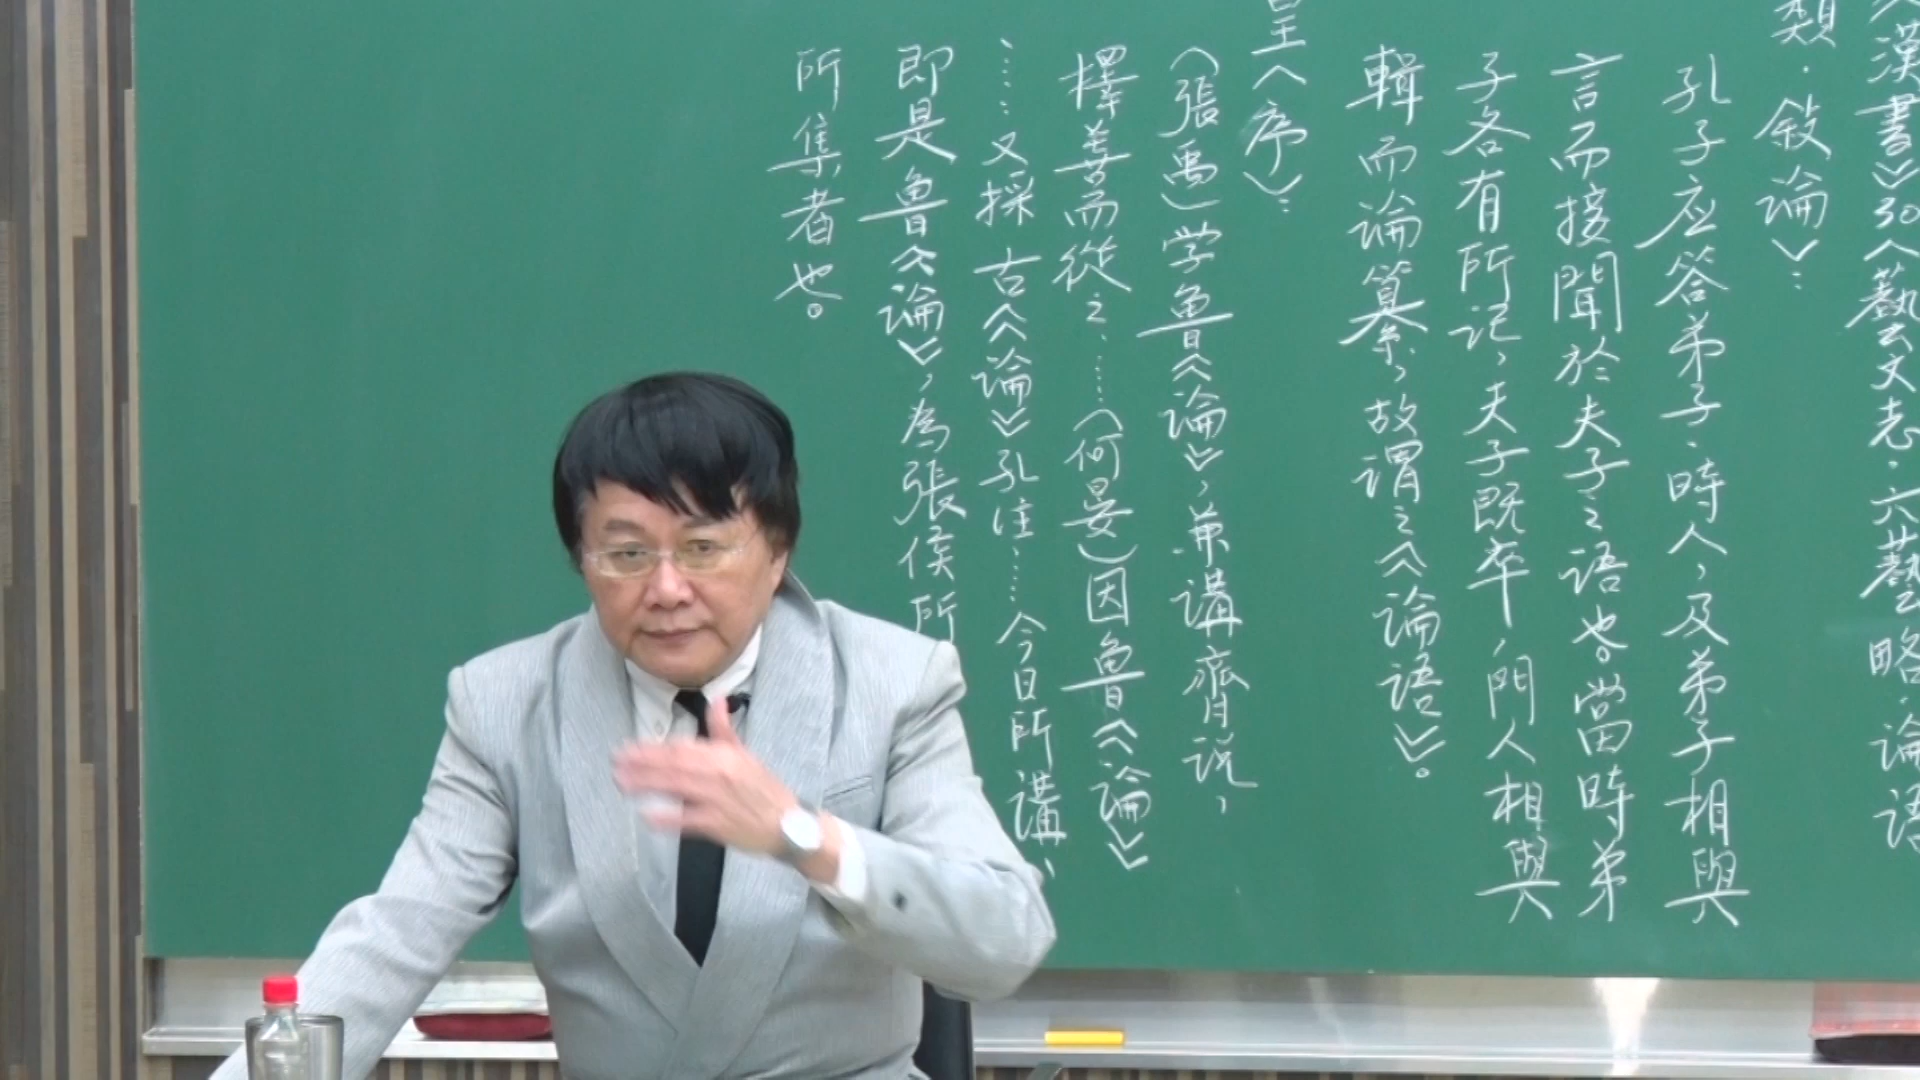 《漢書》30〈藝文志·六藝略·論語
類·敘論〉：
孔子应答弟子·時人，及弟子相與
言而接聞於夫子之語也。當時弟
子各有所记，夫子既卒，門人相與
輯而論篹，故謂之《論語》。
〈序〉：
（張禹）学魯《論》，兼講齊说，
擇善而從之。……（何晏）因魯《論》
……又採古《論》孔注……今日所講，
即是魯《論》，為張侯所
所集者也。